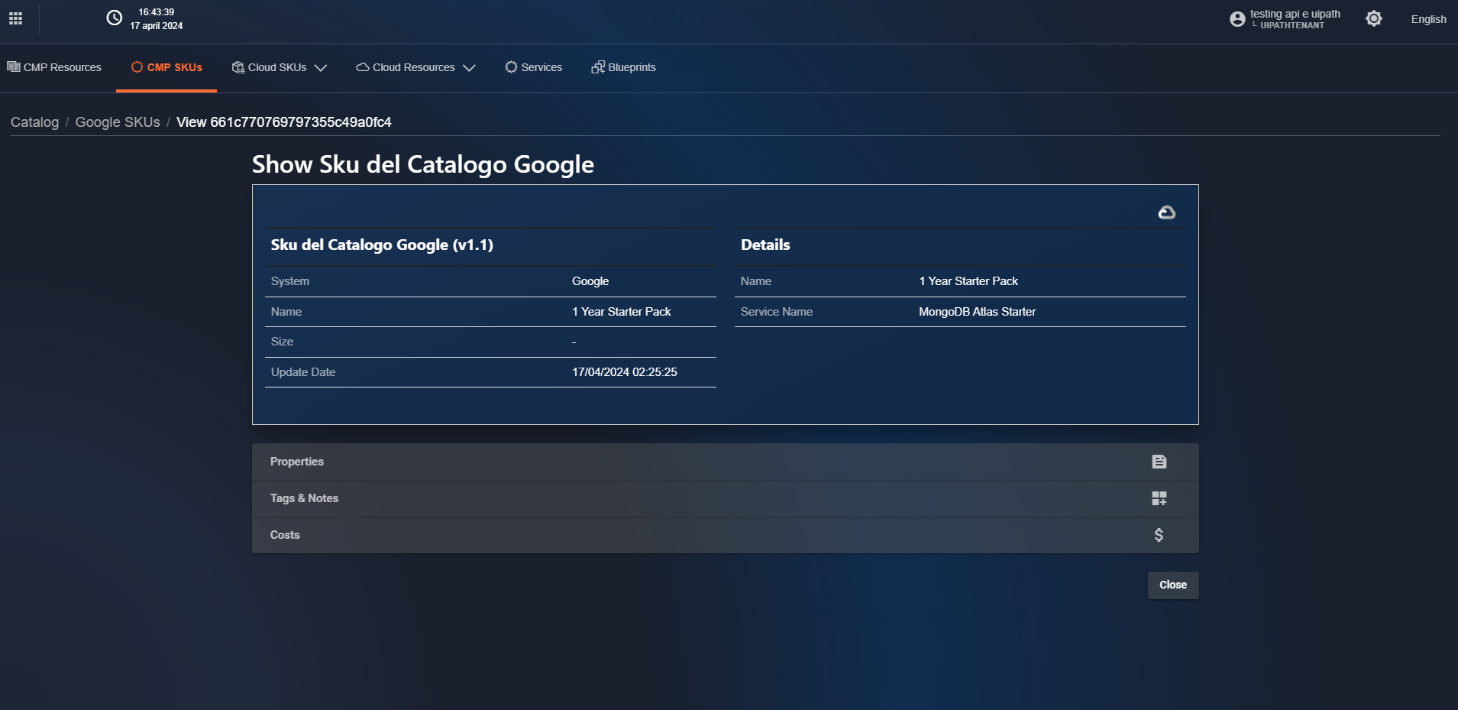 16:43:39
17 april 2024
testing api e uipath
UIPATHTENANT
English
CMP Resources
CMP SKUs
Cloud SKUs
Cloud Resources
Services
Blueprints
Catalog / Google SKUs / View 661c770769797355c49a0fc4
Show Sku del Catalogo Google
Sku del Catalogo Google (v1.1)
System Google
Name 1 Year Starter Pack
Size -
Update Date 17/04/2024 02:25:25
Details
Name 1 Year Starter Pack
Service Name MongoDB Atlas Starter
Properties
Tags & Notes
Costs
Close